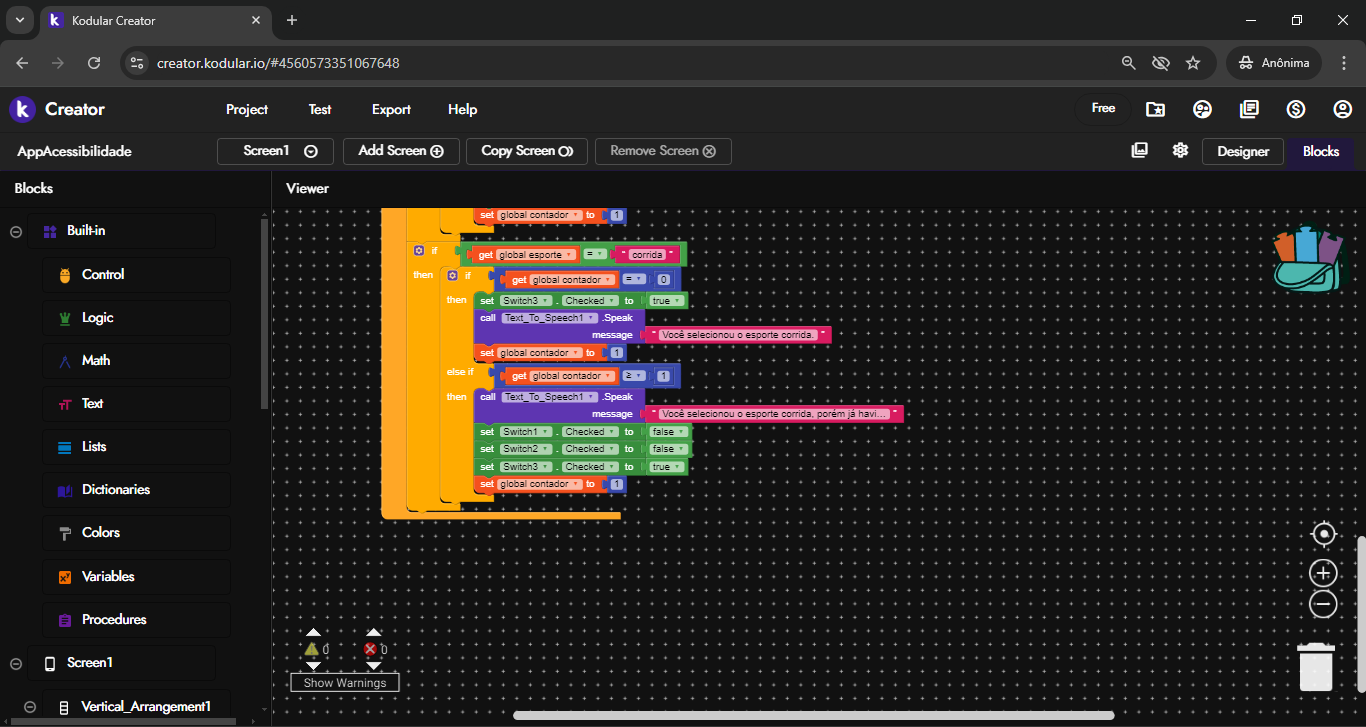 Kodular Creator
creator.kodular.io/#4560573351067648
Anônima
Creator
Project
Test
Export
Help
Free
AppAcessibilidade
Screen1
Add Screen
Copy Screen
Remove Screen
Designer
Blocks
Blocks
Viewer
Built-in
Control
Logic
Math
Text
Lists
Dictionaries
Colors
Variables
Procedures
Screen1
Vertical_Arrangement1
set global contador to 1
if get global esporte = " corrida "
then if get global contador = 0
then set Switch3 . Checked to true
call Text_To_Speech1 .Speak
message " Você selecionou o esporte corrida. "
set global contador to 1
else if get global contador ≥ 1
then call Text_To_Speech1 .Speak
message " Você selecionou o esporte corrida, porém já havi... "
set Switch1 . Checked to false
set Switch2 . Checked to false
set Switch3 . Checked to true
set global contador to 1
0 0
Show Warnings